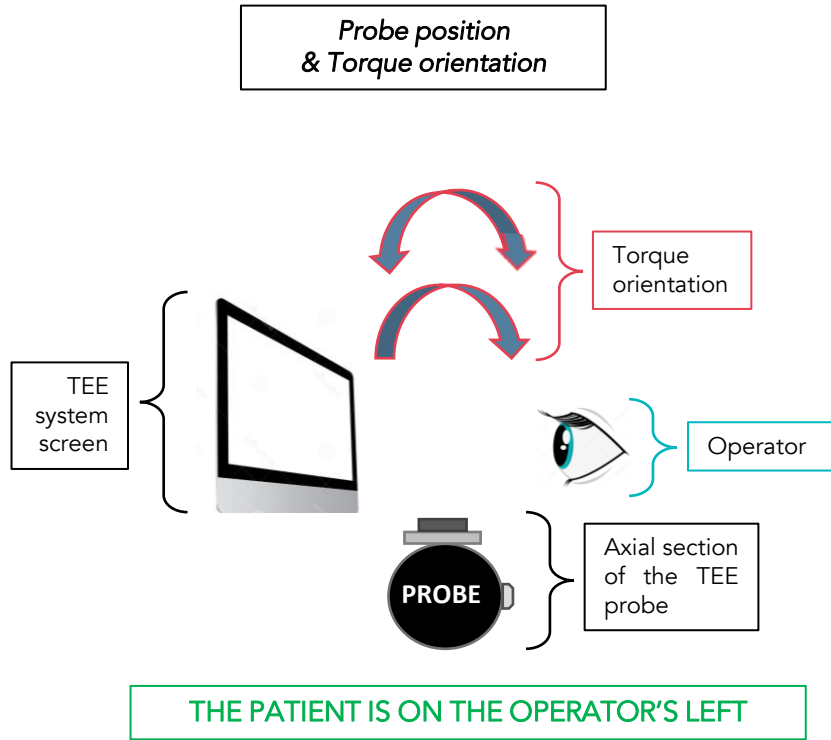 Probe position
& Torque orientation
Torque
orientation
TEE
system
screen
Operator
Axial section
of the TEE
probe
PROBE
THE PATIENT IS ON THE OPERATOR'S LEFT